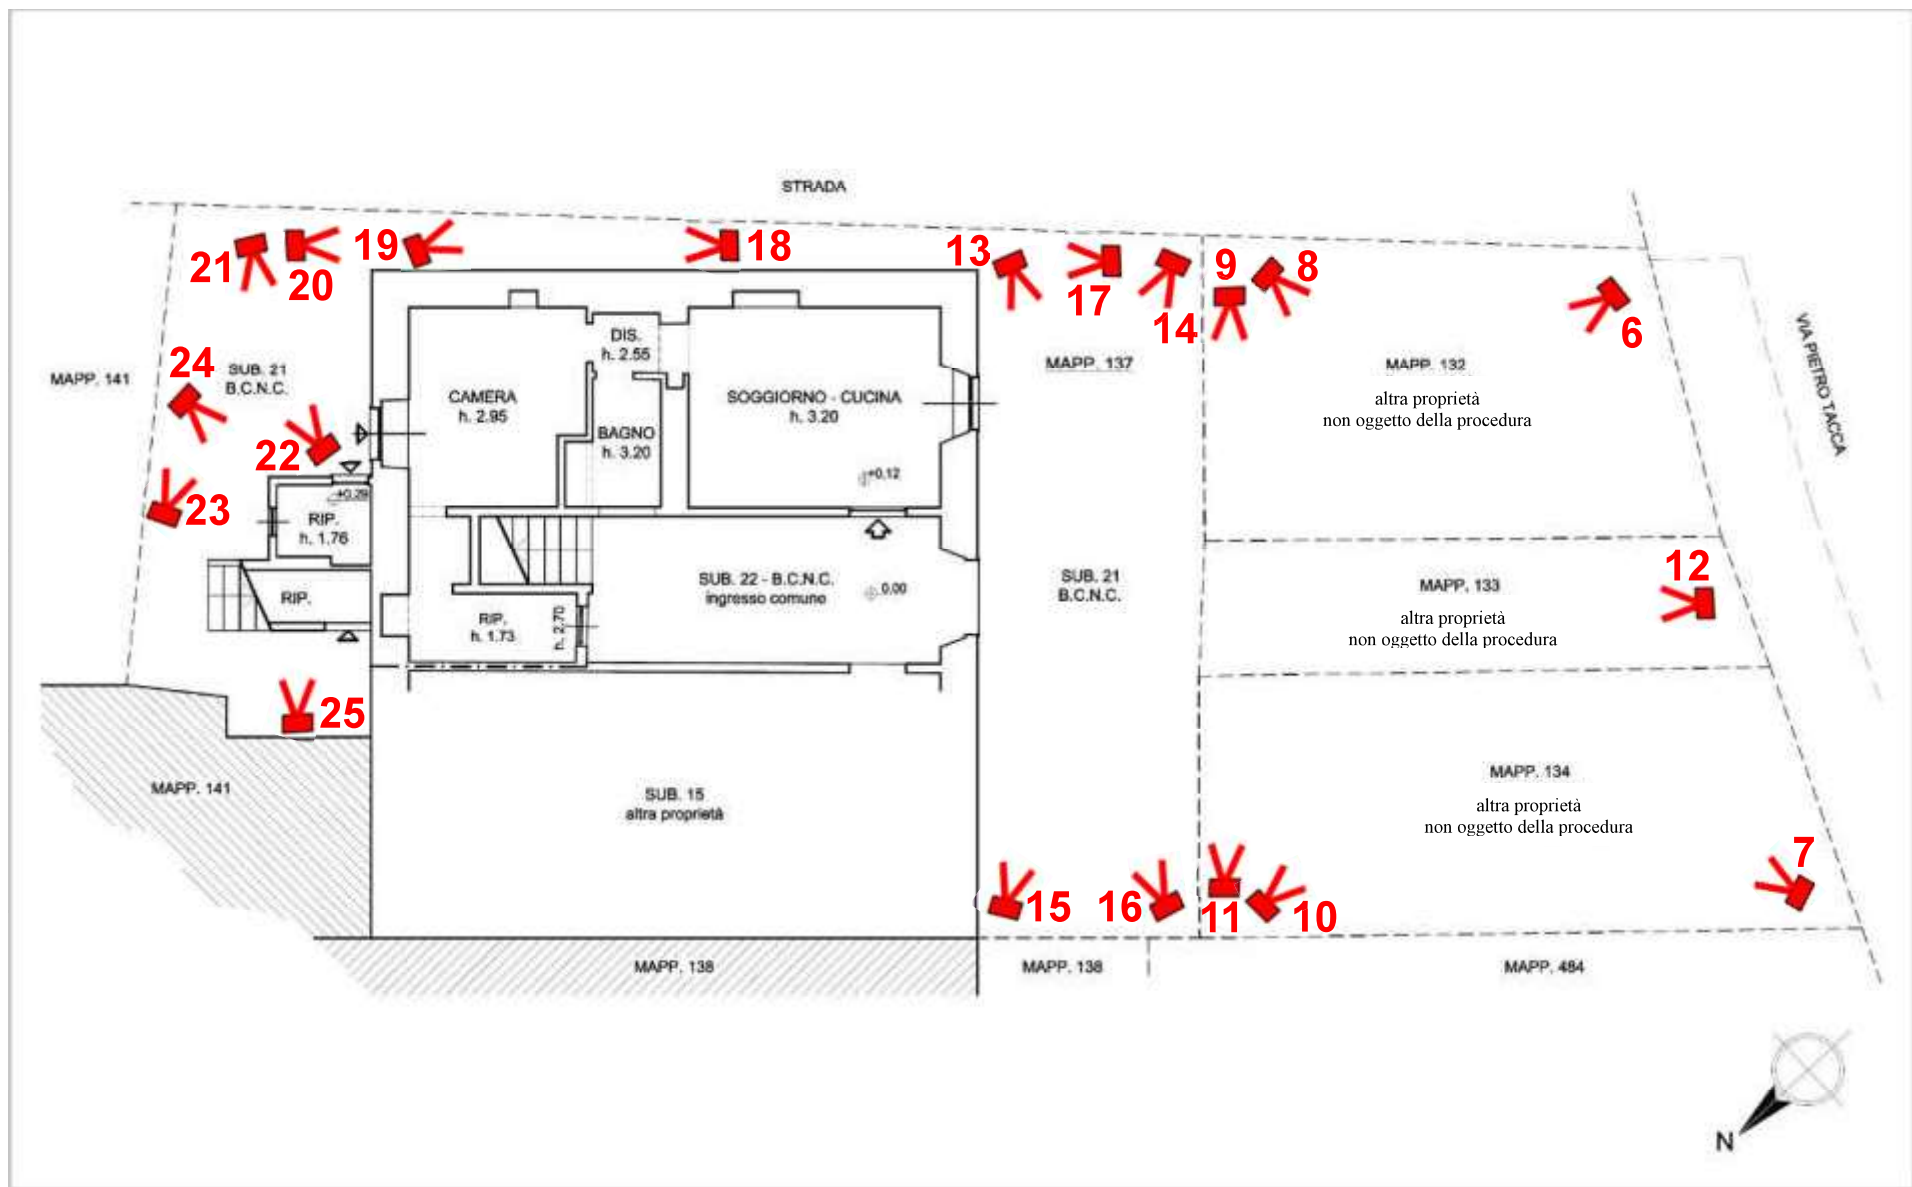 STRADA
21
20
19
18
13
17
14
9
8
6
VIA PIETRO TACCA
MAPP. 141
24
SUB. 21
B.C.N.C.
22
23
CAMERA
h. 2.95
DIS.
h. 2.55
BAGNO
h. 3.20
SOGGIORNO - CUCINA
h. 3.20
+0.12
MAPP. 137
MAPP. 132
altra proprietà
non oggetto della procedura
+0.29
RIP.
h. 1.76
RIP.
RIP.
h. 1.73
h. 2.70
SUB. 22 - B.C.N.C.
ingresso comune
0.00
SUB. 21
B.C.N.C.
MAPP. 133
altra proprietà
non oggetto della procedura
12
25
MAPP. 141
SUB. 15
altra proprietà
MAPP. 134
altra proprietà
non oggetto della procedura
7
15
16
11
10
MAPP. 138
MAPP. 138
MAPP. 484
N